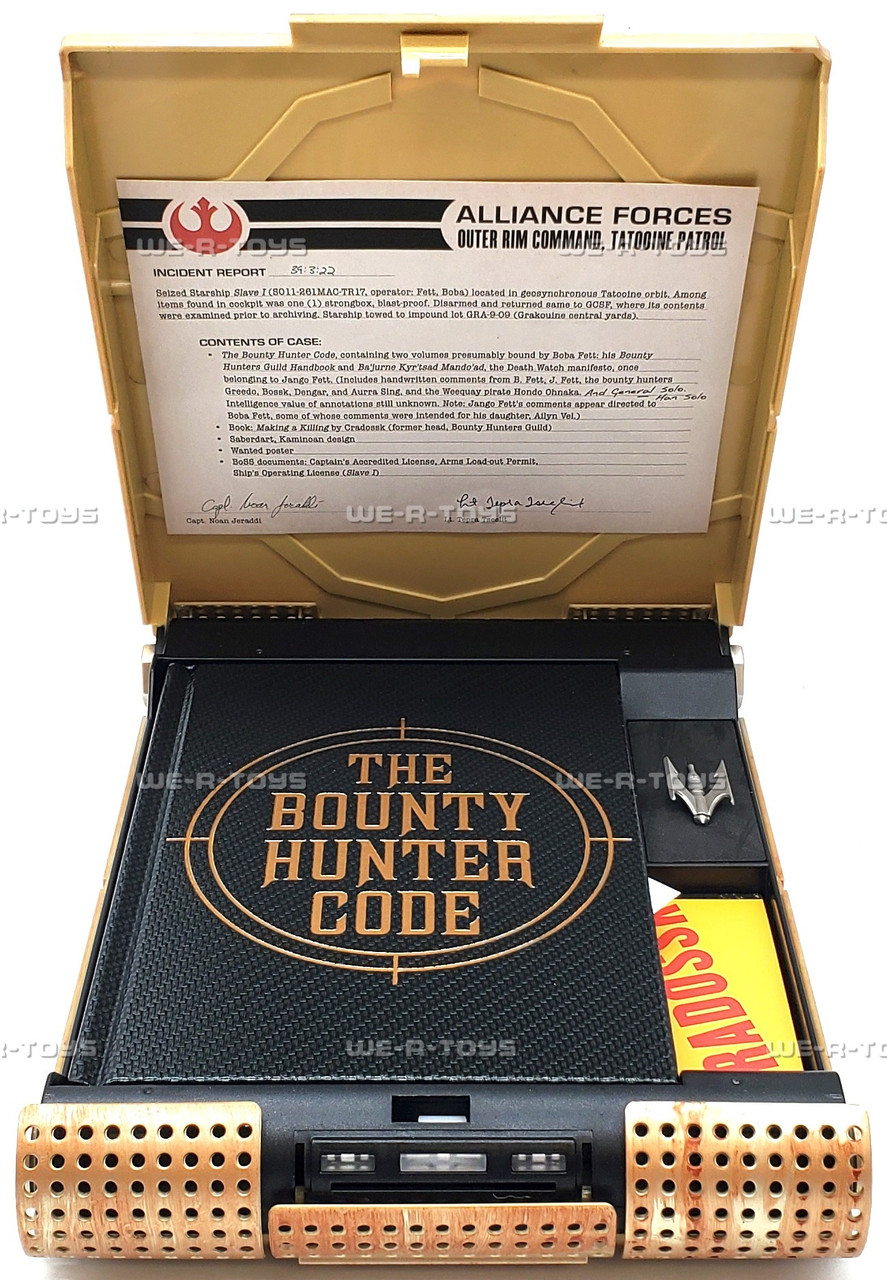 ALLIANCE FORCES
OUTER RIM COMMAND, TATOOINE PATROL
INCIDENT REPORT 39:3:22
Seized Starship Slave I (S011-261MAC-TR17, operator: Fett, Boba) located in geosynchronous Tatooine orbit. Among
items found in cockpit was one (1) strongbox, blast-proof. Disarmed and returned same to GCSF, where its contents
were examined prior to archiving. Starship towed to impound lot GRA-9-09 (Grakouine central yards).
CONTENTS OF CASE:
• The Bounty Hunter Code, containing two volumes presumably bound by Boba Fett: his Bounty
Hunters Guild Handbook and Ba'jurne Kyr'tsad Mando'ad, the Death Watch manifesto, once
belonging to Jango Fett. (Includes handwritten comments from B. Fett, J. Fett, the bounty hunters
Greedo, Bossk, Dengar, and Aurra Sing, and the Weequay pirate Hondo Ohnaka. And General Solo.
Han Solo
Intelligence value of annotations still unknown. Note: Jango Fett's comments appear directed to
Boba Fett, some of whose comments were intended for his daughter, Ailyn Vel.)
• Book: Making a Killing by Cradossk (former head, Bounty Hunters Guild)
• Saberdart, Kaminoan design
• Wanted poster
• BoSS documents: Captain's Accredited License, Arms Load-out Permit,
Ship's Operating License (Slave I)
Capt. Noan Jeraddi
Capt. Noan Jeraddi
Lt. Tepra
WE-R-TOYS
THE
BOUNTY
HUNTER
CODE
RADOSSK